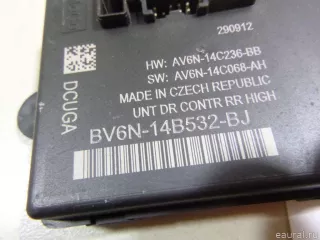 290912
HW: AV6N-14C236-BB
SW: AV6N-14C068-AH
MADE IN CZECH REPUBLIC
UNT DR CONTR RR HIGH
DCUGA
BV6N-14B532-BJ
eaural.ru